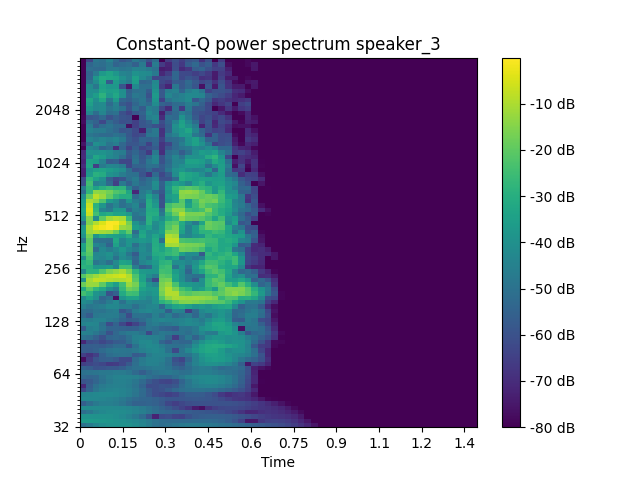 Constant-Q power spectrum speaker_3
Hz
2048
1024
512
256
128
64
32
0 0.15 0.3 0.45 0.6 0.75 0.9 1.1 1.2 1.4
Time
-10 dB
-20 dB
-30 dB
-40 dB
-50 dB
-60 dB
-70 dB
-80 dB